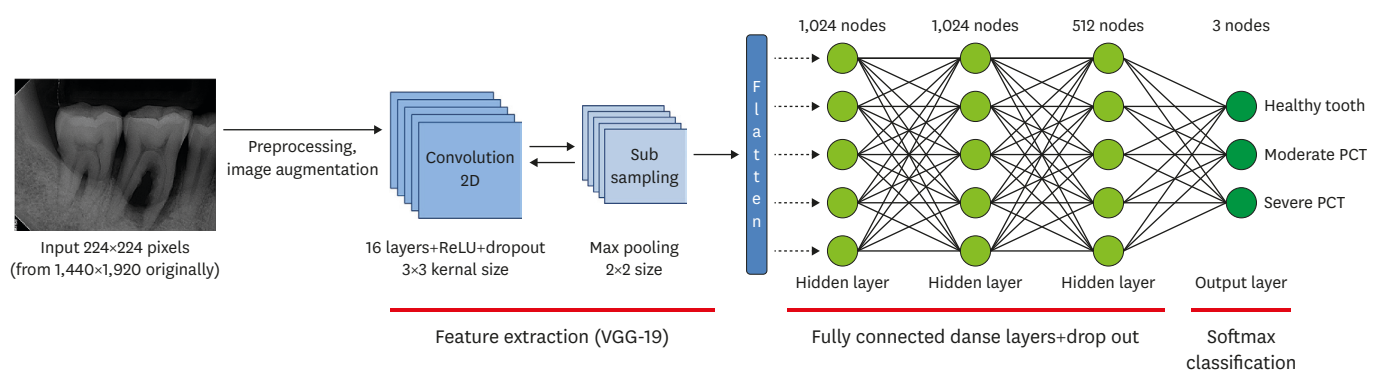 1,024 nodes
1,024 nodes
512 nodes
3 nodes
Preprocessing,
image augmentation
Input 224×224 pixels
(from 1,440×1,920 originally)
Convolution
2D
16 layers+ReLU+dropout
3×3 kernel size
Sub
sampling
Max pooling
2×2 size
Flatten
Healthy tooth
Moderate PCT
Severe PCT
Hidden layer
Hidden layer
Hidden layer
Output layer
Feature extraction (VGG-19)
Fully connected danse layers+drop out
Softmax
classification